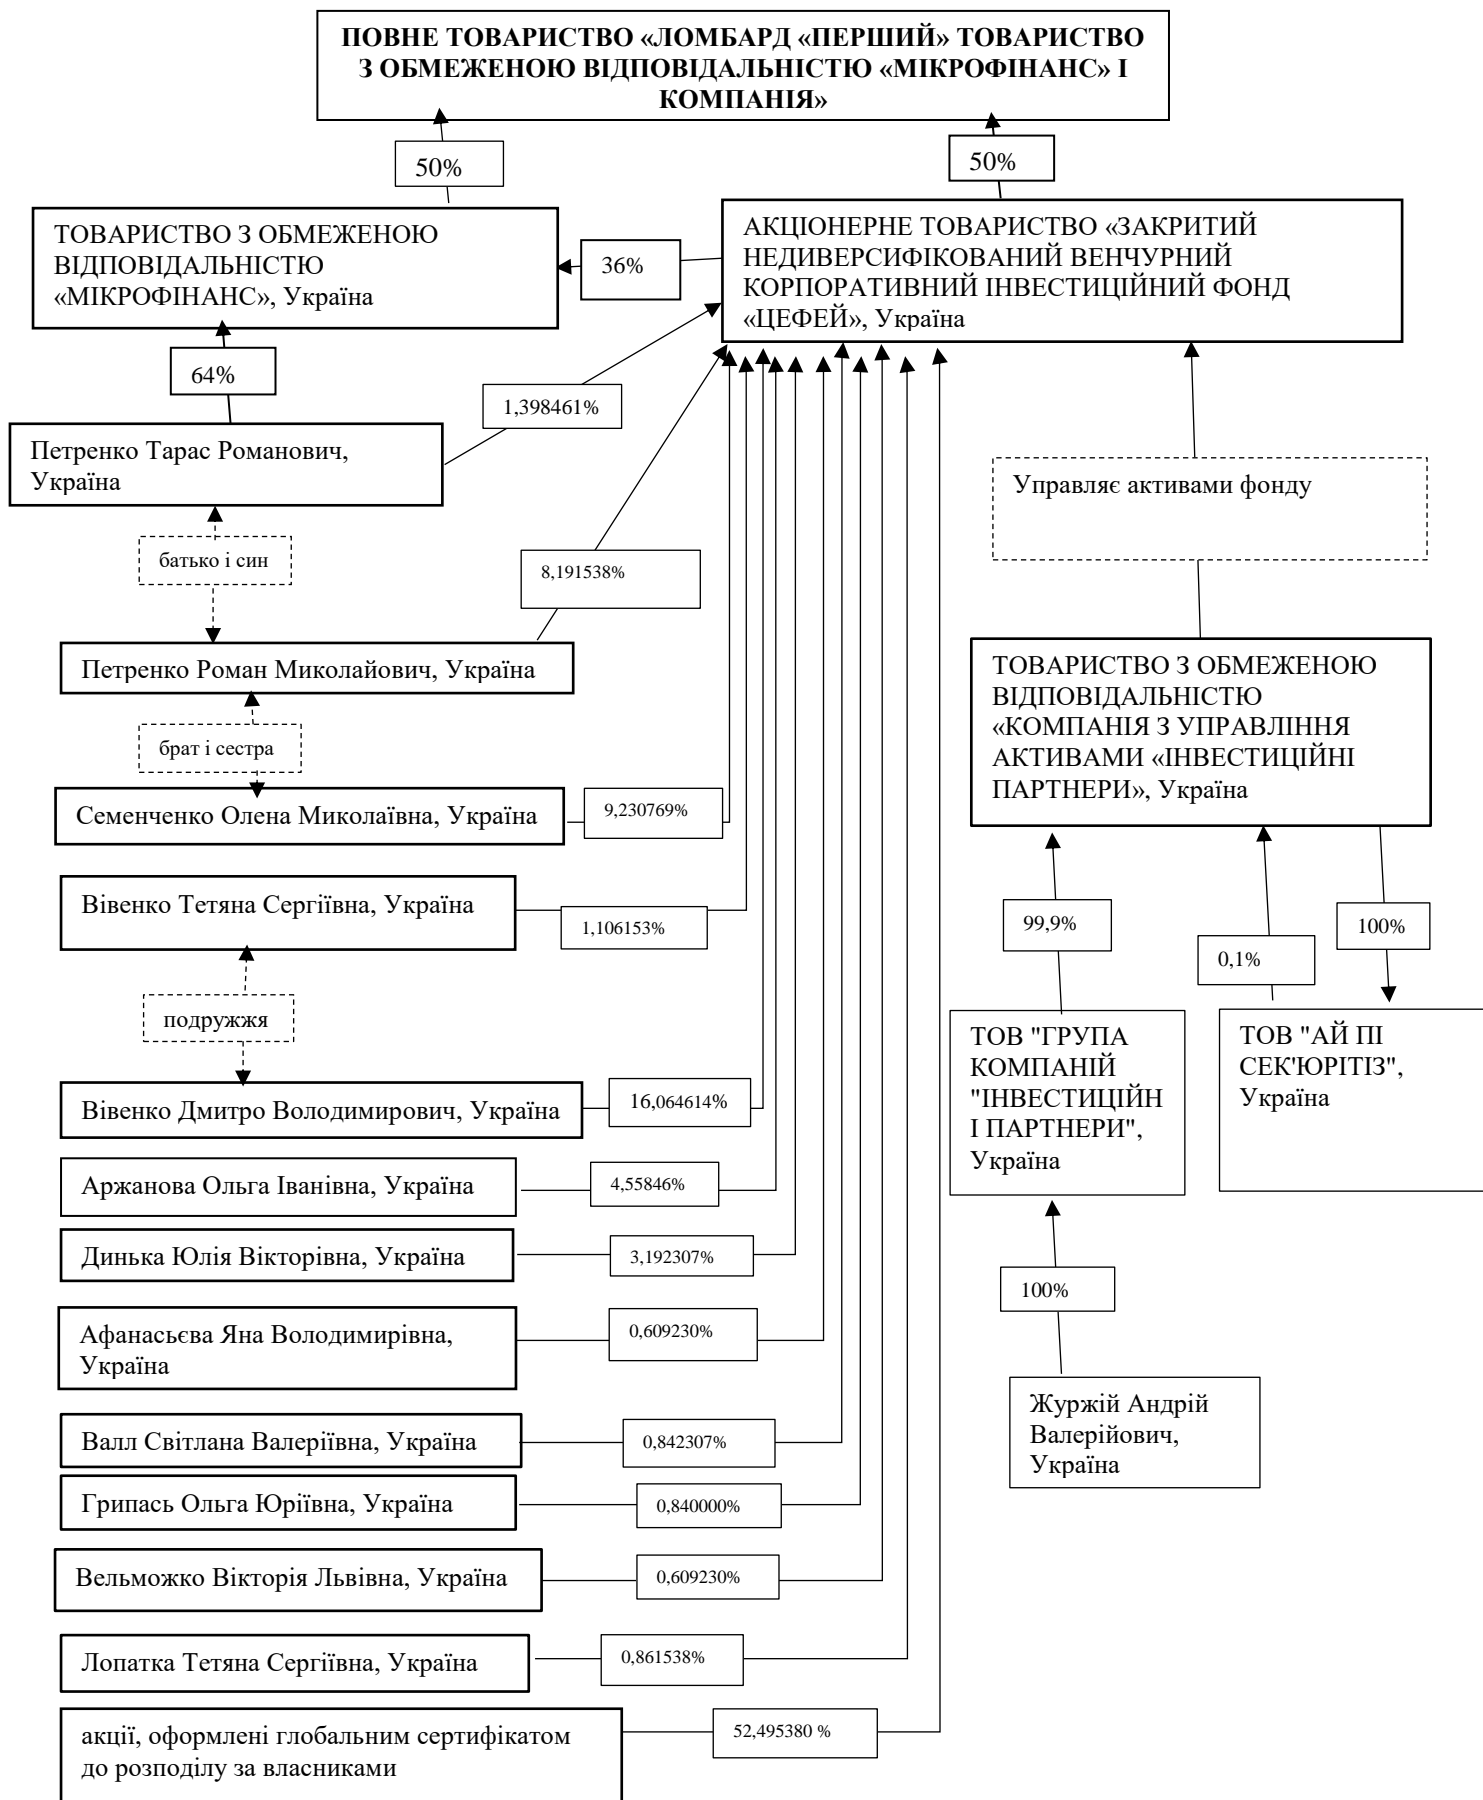 ПОВНЕ ТОВАРИСТВО «ЛОМБАРД «ПЕРШИЙ» ТОВАРИСТВО
З ОБМЕЖЕНОЮ ВІДПОВІДАЛЬНІСТЮ «МІКРОФІНАНС» І
КОМПАНІЯ»
50%
50%
ТОВАРИСТВО З ОБМЕЖЕНОЮ
ВІДПОВІДАЛЬНІСТЮ
«МІКРОФІНАНС», Україна
36%
АКЦІОНЕРНЕ ТОВАРИСТВО «ЗАКРИТИЙ
НЕДИВЕРСИФІКОВАНИЙ ВЕНЧУРНИЙ
КОРПОРАТИВНИЙ ІНВЕСТИЦІЙНИЙ ФОНД
«ЦЕФЕЙ», Україна
64%
1,398461%
Петренко Тарас Романович,
Україна
Управляє активами фонду
батько і син
8,191538%
Петренко Роман Миколайович, Україна
ТОВАРИСТВО З ОБМЕЖЕНОЮ
ВІДПОВІДАЛЬНІСТЮ
«КОМПАНІЯ З УПРАВЛІННЯ
АКТИВАМИ «ІНВЕСТИЦІЙНІ
ПАРТНЕРИ», Україна
брат і сестра
Семенченко Олена Миколаївна, Україна
9,230769%
Вівенко Тетяна Сергіївна, Україна
1,106153%
99,9%
0,1%
100%
подружжя
ТОВ "ГРУПА
КОМПАНІЙ
"ІНВЕСТИЦІЙН
І ПАРТНЕРИ",
Україна
ТОВ "АЙ ПІ
СЕК'ЮРІТІЗ",
Україна
Вівенко Дмитро Володимирович, Україна
16,064614%
Аржанова Ольга Іванівна, Україна
4,55846%
Динька Юлія Вікторівна, Україна
3,192307%
100%
Афанасьєва Яна Володимирівна,
Україна
0,609230%
Журжій Андрій
Валерійович,
Україна
Валл Світлана Валеріївна, Україна
0,842307%
Грипась Ольга Юріївна, Україна
0,840000%
Вельможко Вікторія Львівна, Україна
0,609230%
Лопатка Тетяна Сергіївна, Україна
0,861538%
акції, оформлені глобальним сертифікатом
до розподілу за власниками
52,495380 %